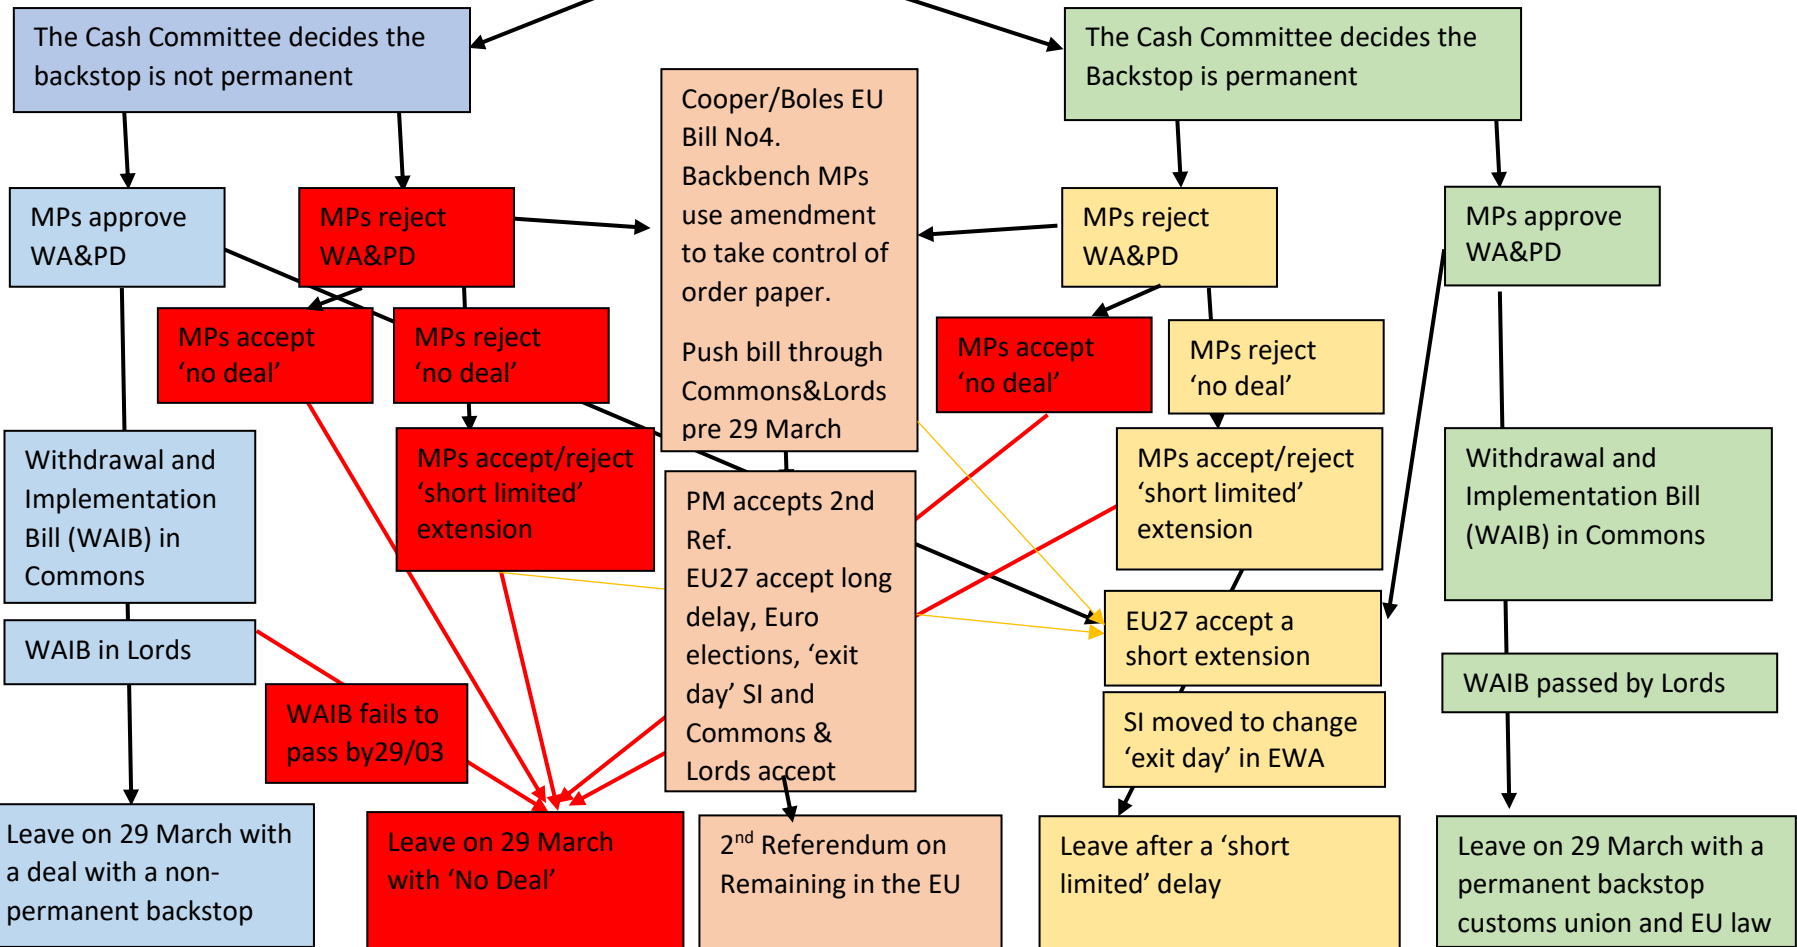 The Cash Committee decides the
backstop is not permanent
The Cash Committee decides the
Backstop is permanent
Cooper/Boles EU
Bill No4.
Backbench MPs
use amendment
to take control of
order paper.
Push bill through
Commons&Lords
pre 29 March
MPs approve
WA&PD
MPs reject
WA&PD
MPs reject
WA&PD
MPs approve
WA&PD
MPs accept
‘no deal’
MPs reject
‘no deal’
MPs accept
‘no deal’
MPs reject
‘no deal’
Withdrawal and
Implementation
Bill (WAIB) in
Commons
MPs accept/reject
‘short limited’
extension
PM accepts 2nd
Ref.
EU27 accept long
delay, Euro
elections, ‘exit
day’ SI and
Commons &
Lords accept
MPs accept/reject
‘short limited’
extension
Withdrawal and
Implementation Bill
(WAIB) in Commons
WAIB in Lords
EU27 accept a
short extension
WAIB passed by Lords
WAIB fails to
pass by29/03
SI moved to change
‘exit day’ in EWA
Leave on 29 March with
a deal with a non-
permanent backstop
Leave on 29 March
with ‘No Deal’
2nd Referendum on
Remaining in the EU
Leave after a ‘short
limited’ delay
Leave on 29 March with a
permanent backstop
customs union and EU law